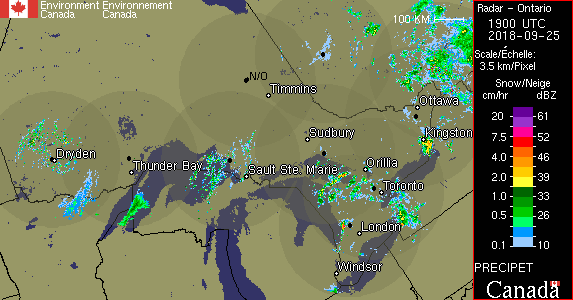 Environment Environnement
Canada Canada
100 KM
N/O
Timmins
Ottawa
Sudbury
Kingston
Dryden
Thunder Bay
Sault Ste. Marie
Orillia
Toronto
London
Windsor
Radar - Ontario
1900 UTC
2018-09-25
Scale/Échelle:
3.5 km/Pixel
Snow/Neige
cm/hr dBZ
20 61
7.5 52
4.0 46
2.0 39
1.0 33
0.5 26
0.1 10
PRECIPET
Canada